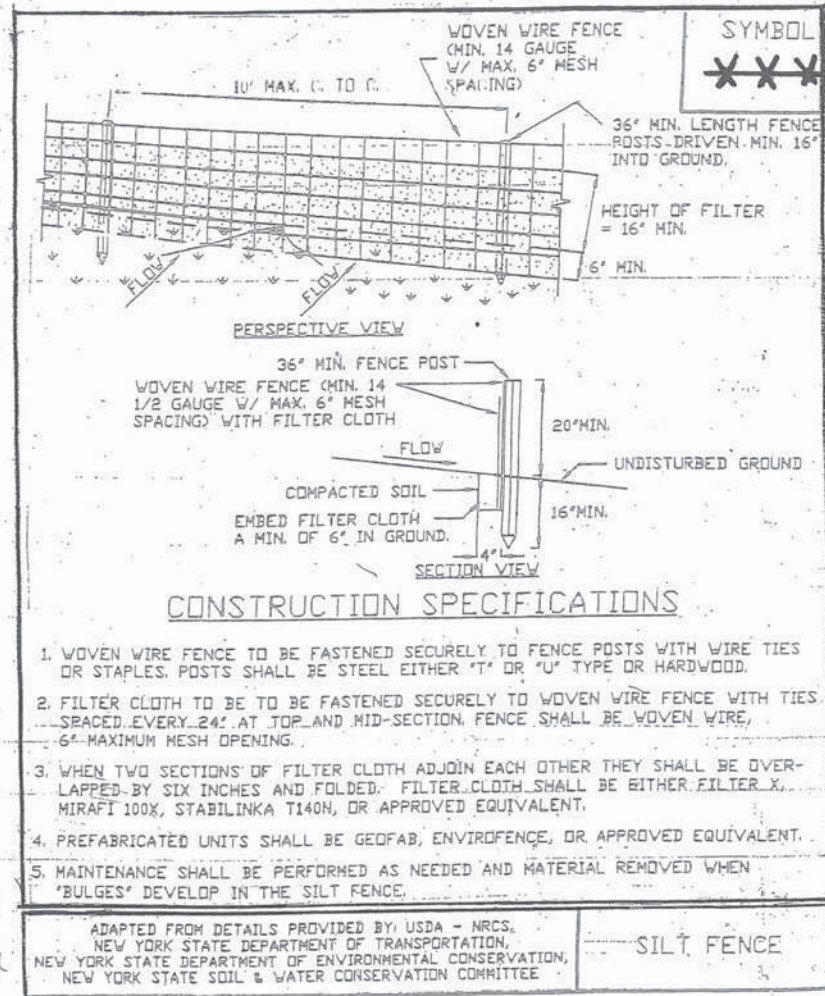 WOVEN WIRE FENCE
(MIN. 14 GAUGE
W/ MAX. 6" MESH
SPACING)
SYMBOL
10' MAX. C. TO C.
36" MIN. LENGTH FENCE
POSTS DRIVEN MIN. 16"
INTO GROUND.
HEIGHT OF FILTER
= 16" MIN.
6" MIN.
FLOW
FLOW
PERSPECTIVE VIEW
36" MIN. FENCE POST
WOVEN WIRE FENCE (MIN. 14
1/2 GAUGE W/ MAX. 6" MESH
SPACING) WITH FILTER CLOTH
20"MIN.
FLOW
UNDISTURBED GROUND
COMPACTED SOIL
16"MIN.
EMBED FILTER CLOTH
A MIN. OF 6" IN GROUND.
4"
SECTION VIEW
CONSTRUCTION SPECIFICATIONS
1. WOVEN WIRE FENCE TO BE FASTENED SECURELY TO FENCE POSTS WITH WIRE TIES
OR STAPLES. POSTS SHALL BE STEEL EITHER "T" OR "U" TYPE OR HARDWOOD.
2. FILTER CLOTH TO BE TO BE FASTENED SECURELY TO WOVEN WIRE FENCE WITH TIES
SPACED EVERY 24" AT TOP AND MID-SECTION. FENCE SHALL BE WOVEN WIRE,
6" MAXIMUM MESH OPENING.
3. WHEN TWO SECTIONS OF FILTER CLOTH ADJOIN EACH OTHER THEY SHALL BE OVER-
LAPPED BY SIX INCHES AND FOLDED. FILTER CLOTH SHALL BE EITHER FILTER X,
MIRAFI 100X, STABILINKA T140N, OR APPROVED EQUIVALENT.
4. PREFABRICATED UNITS SHALL BE GEOFAB, ENVIROFENCE, OR APPROVED EQUIVALENT.
5. MAINTENANCE SHALL BE PERFORMED AS NEEDED AND MATERIAL REMOVED WHEN
"BULGES" DEVELOP IN THE SILT FENCE.
ADAPTED FROM DETAILS PROVIDED BY: USDA - NRCS,
NEW YORK STATE DEPARTMENT OF TRANSPORTATION,
NEW YORK STATE DEPARTMENT OF ENVIRONMENTAL CONSERVATION,
NEW YORK STATE SOIL & WATER CONSERVATION COMMITTEE
SILT FENCE